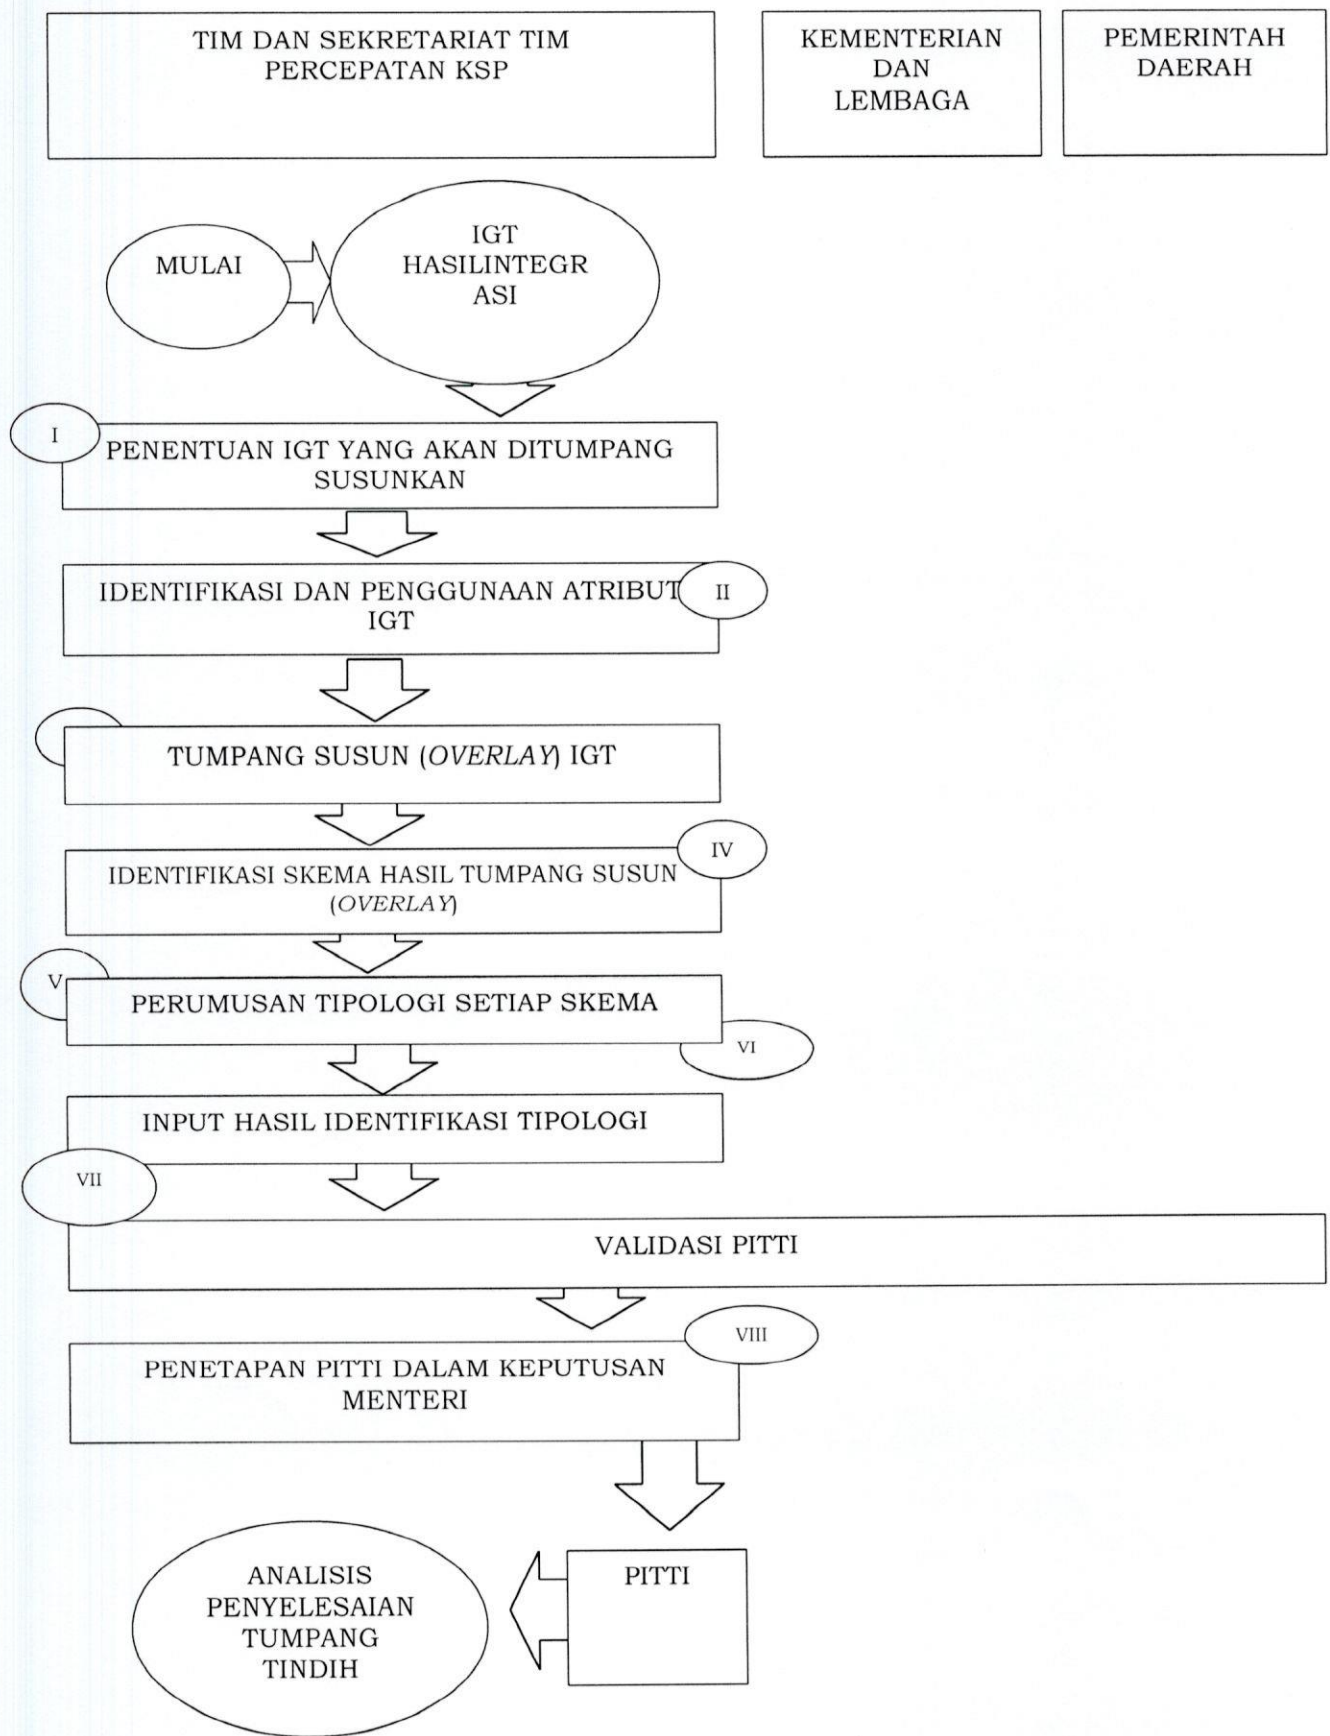 TIM DAN SEKRETARIAT TIM
PERCEPATAN KSP
KEMENTERIAN
DAN
LEMBAGA
PEMERINTAH
DAERAH
MULAI
IGT
HASILINTEGR
ASI
I
PENENTUAN IGT YANG AKAN DITUMPANG
SUSUNKAN
IDENTIFIKASI DAN PENGGUNAAN ATRIBUT
IGT
II
TUMPANG SUSUN (OVERLAY) IGT
IV
IDENTIFIKASI SKEMA HASIL TUMPANG SUSUN
(OVERLAY)
V
PERUMUSAN TIPOLOGI SETIAP SKEMA
VI
INPUT HASIL IDENTIFIKASI TIPOLOGI
VII
VALIDASI PITTI
VIII
PENETAPAN PITTI DALAM KEPUTUSAN
MENTERI
PITTI
ANALISIS
PENYELESAIAN
TUMPANG
TINDIH